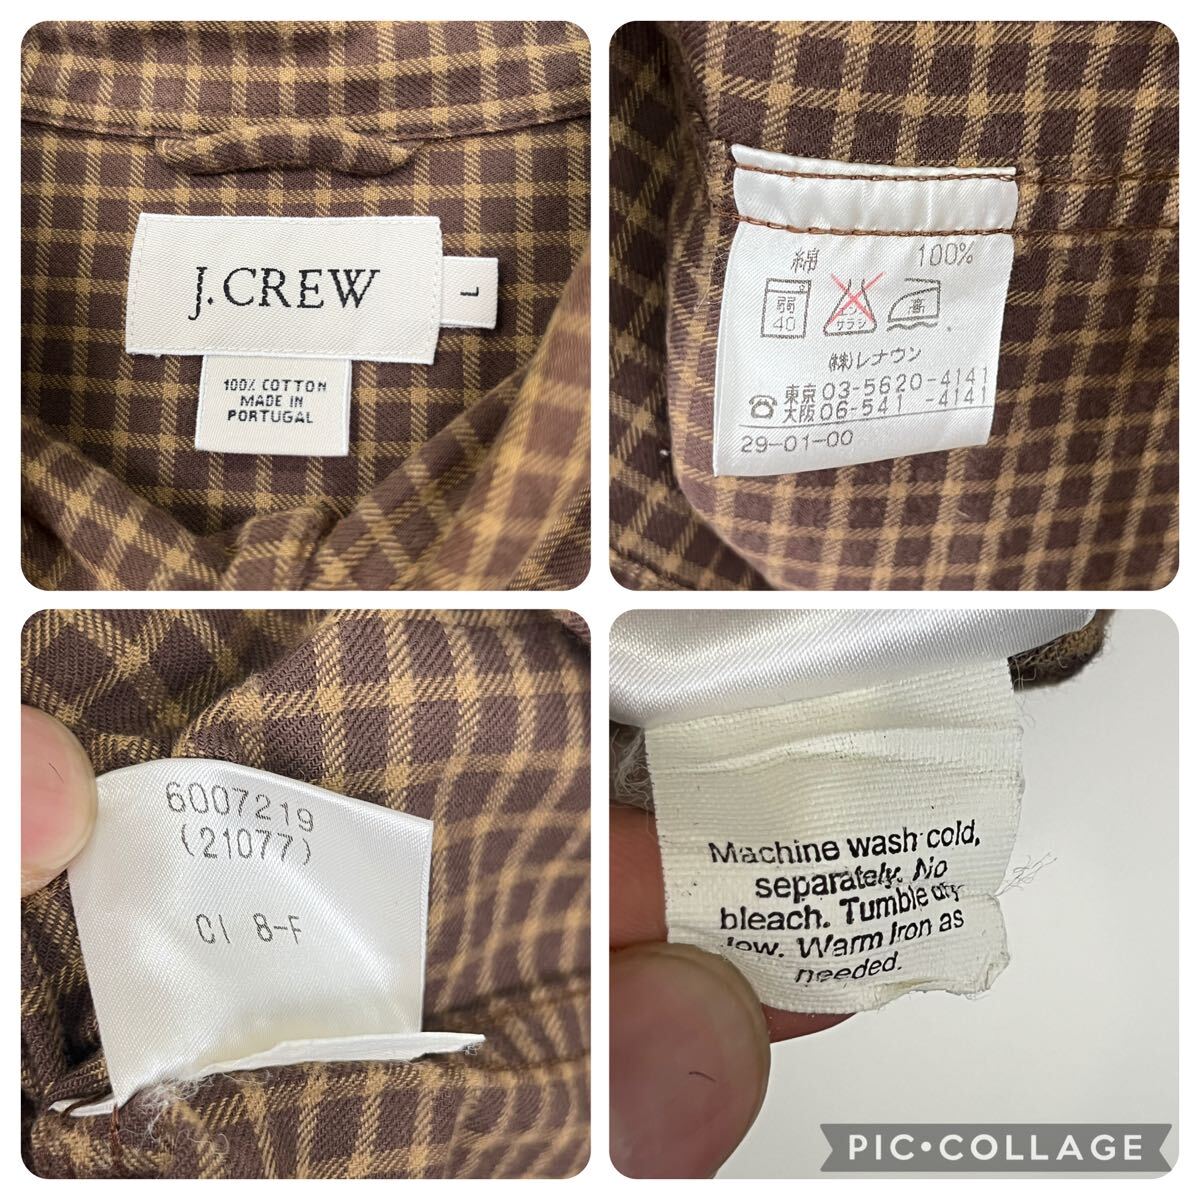 J.CREW
L
100% COTTON
MADE IN
PORTUGAL
綿 100%
弱
40
エンソ
サラシ
高
(株)レナウン
☎ 東京 03-5620-4141
大阪 06-541 -4141
29-01-00
6007219
(21077)
CI 8-F
Machine wash cold,
separately. No
bleach. Tumble dry
low. Warm Iron as
needed.
PIC•COLLAGE